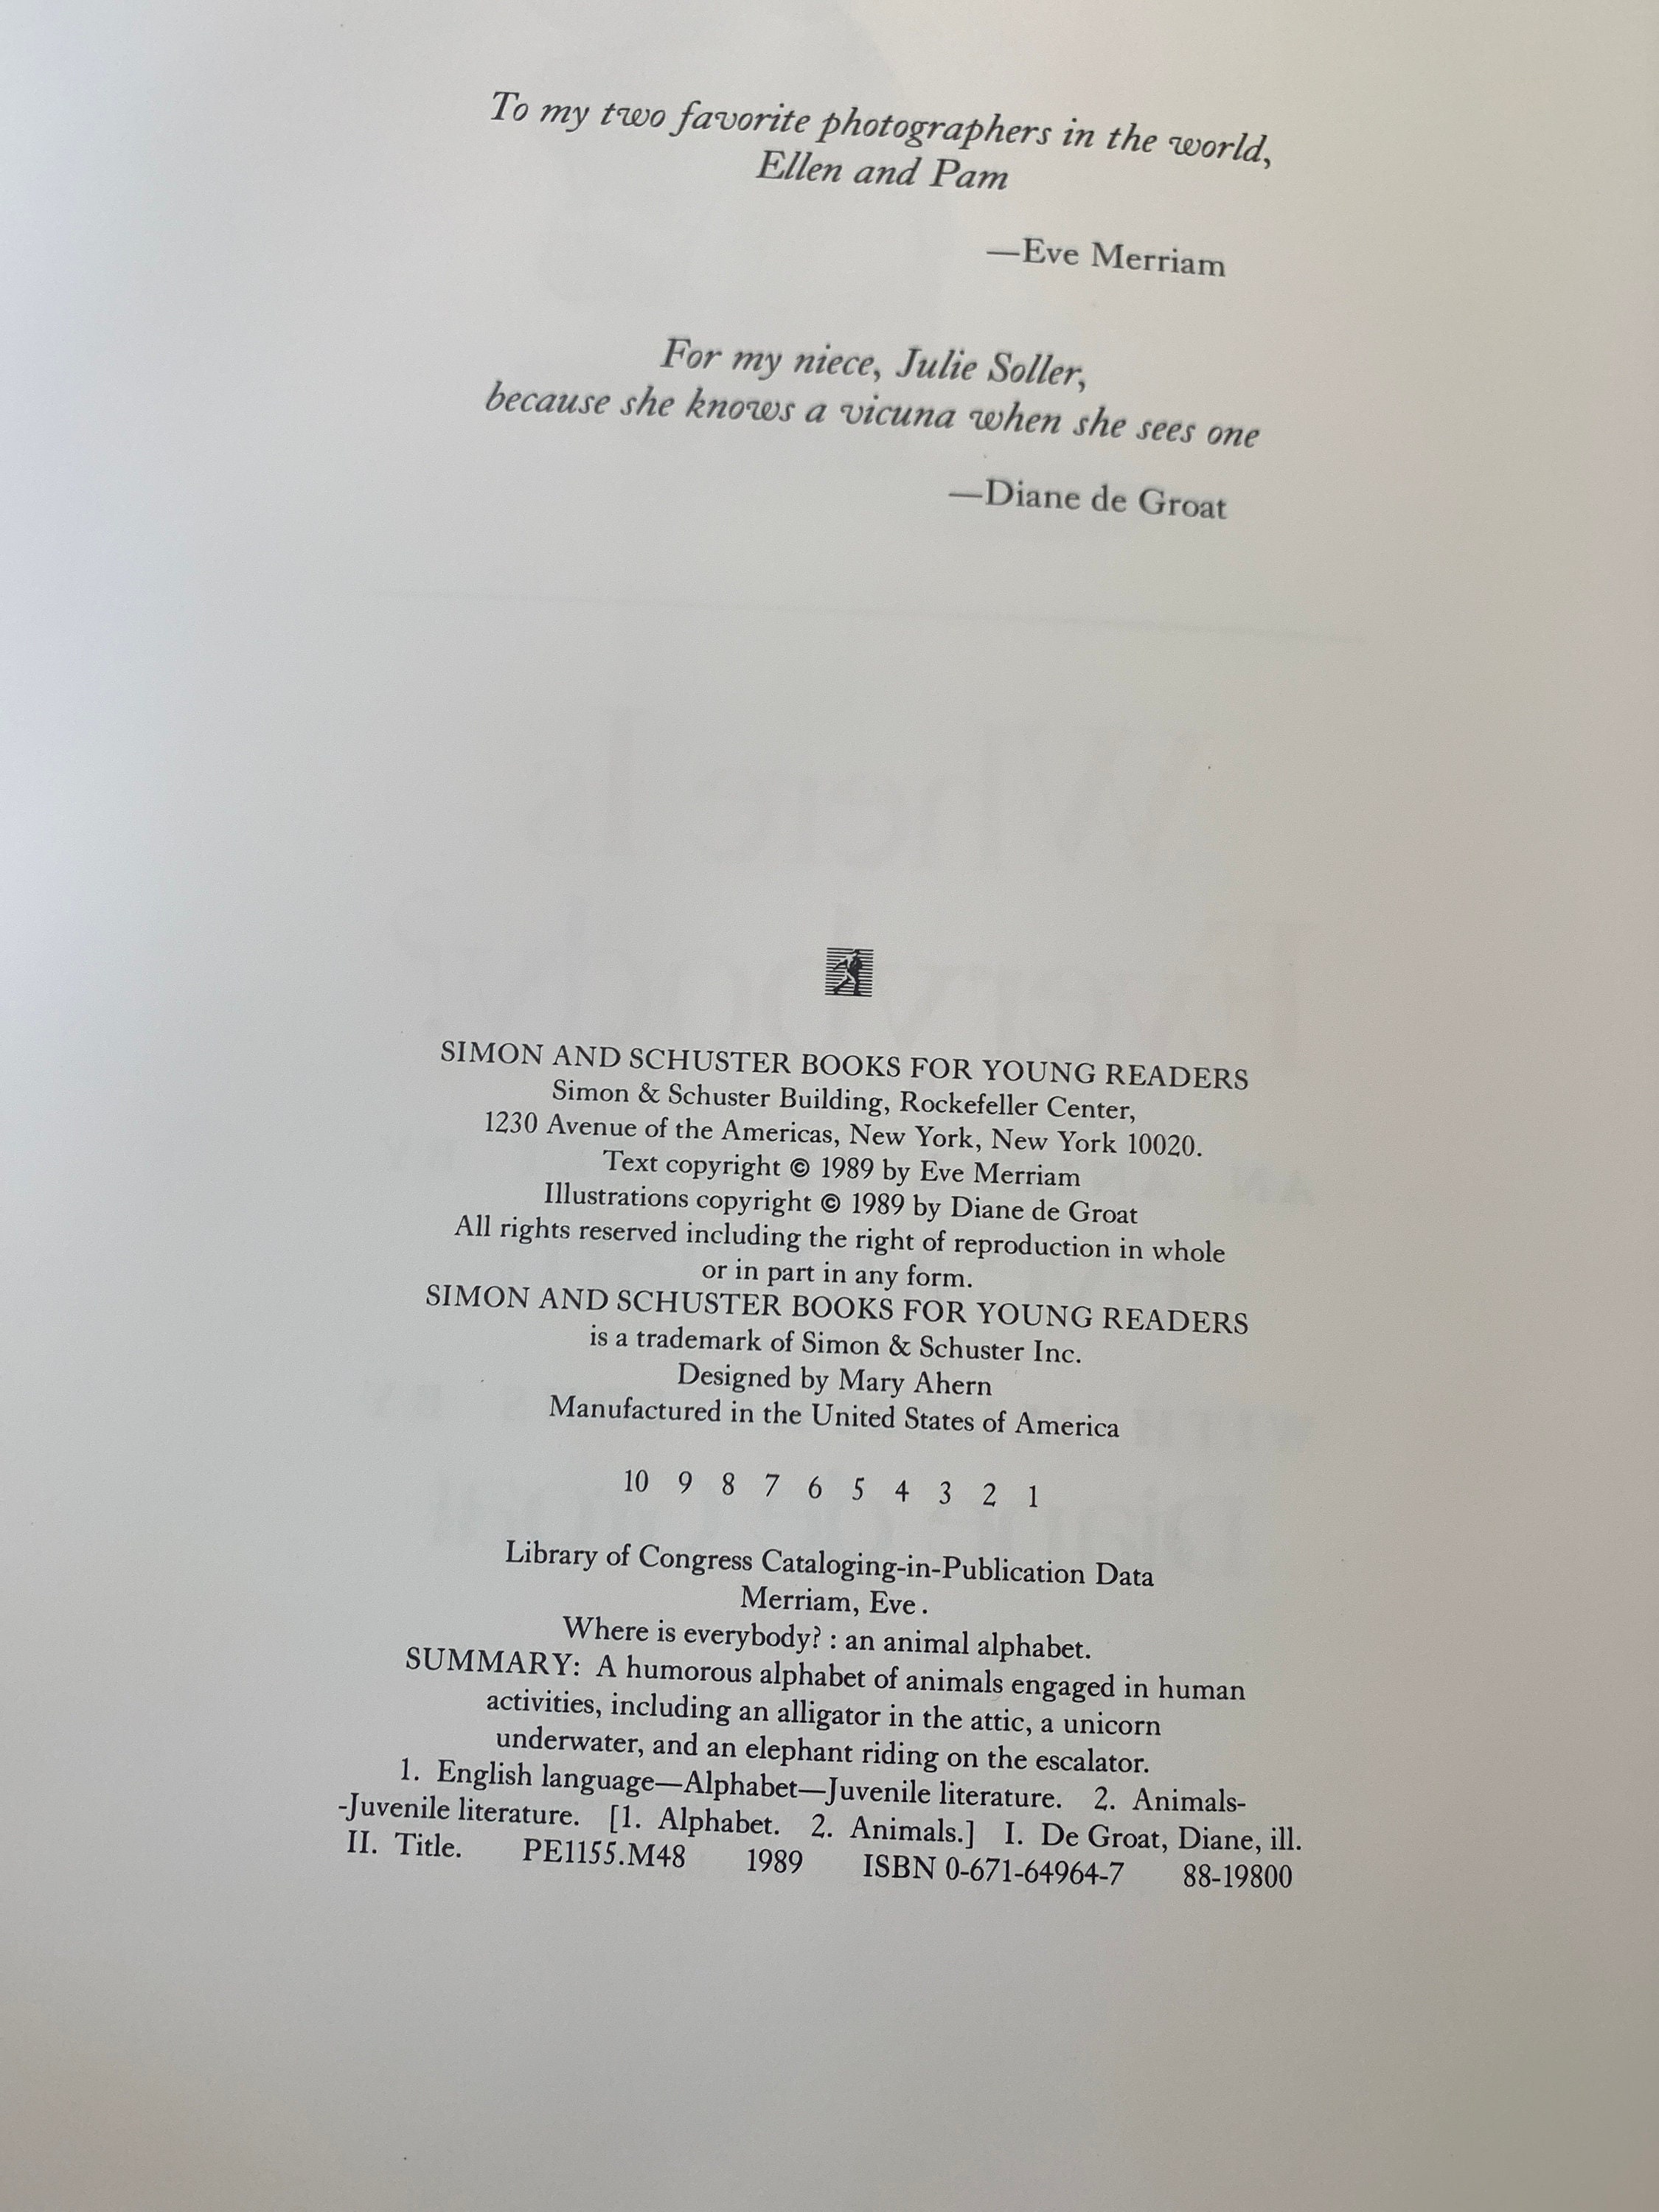 To my two favorite photographers in the world,
Ellen and Pam
—Eve Merriam
For my niece, Julie Soller,
because she knows a vicuna when she sees one
—Diane de Groat
SIMON AND SCHUSTER BOOKS FOR YOUNG READERS
Simon & Schuster Building, Rockefeller Center,
1230 Avenue of the Americas, New York, New York 10020.
Text copyright © 1989 by Eve Merriam
Illustrations copyright © 1989 by Diane de Groat
All rights reserved including the right of reproduction in whole
or in part in any form.
SIMON AND SCHUSTER BOOKS FOR YOUNG READERS
is a trademark of Simon & Schuster Inc.
Designed by Mary Ahern
Manufactured in the United States of America
10 9 8 7 6 5 4 3 2 1
Library of Congress Cataloging-in-Publication Data
Merriam, Eve.
Where is everybody? : an animal alphabet.
SUMMARY: A humorous alphabet of animals engaged in human
activities, including an alligator in the attic, a unicorn
underwater, and an elephant riding on the escalator.
1. English language—Alphabet—Juvenile literature. 2. Animals-
-Juvenile literature. [1. Alphabet. 2. Animals.] I. De Groat, Diane, ill.
II. Title. PE1155.M48 1989 ISBN 0-671-64964-7 88-19800